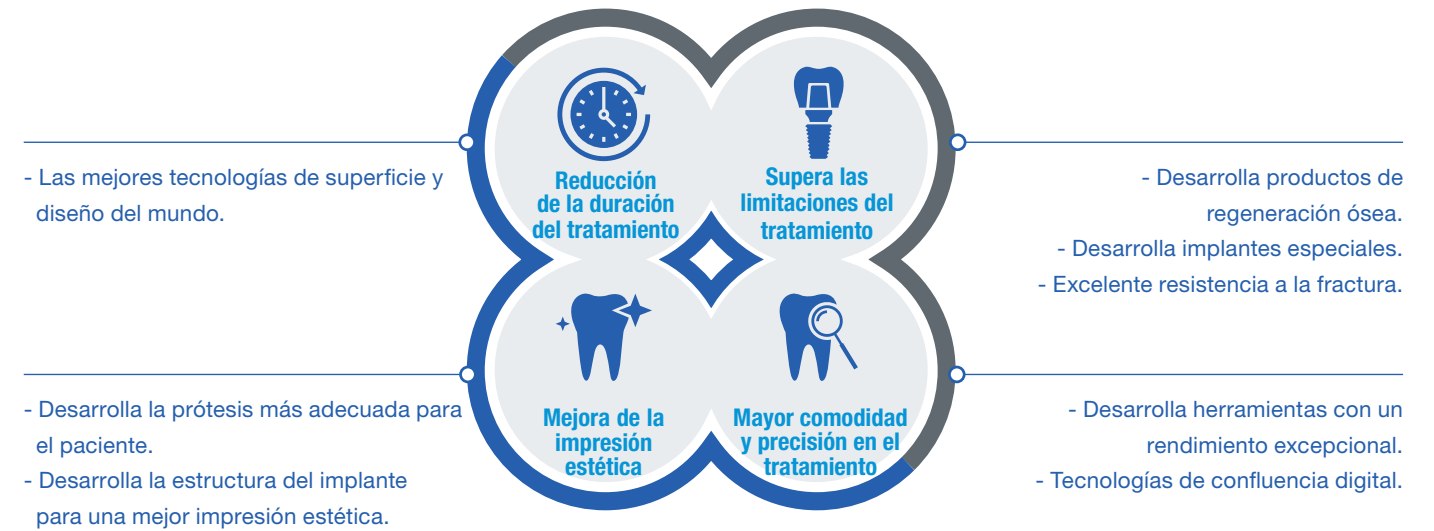 Reducción
de la duración
del tratamiento
- Las mejores tecnologías de superficie y
diseño del mundo.
Supera las
limitaciones del
tratamiento
- Desarrolla productos de
regeneración ósea.
- Desarrolla implantes especiales.
- Excelente resistencia a la fractura.
Mejora de la
impresión
estética
- Desarrolla la prótesis más adecuada para
el paciente.
- Desarrolla la estructura del implante
para una mejor impresión estética.
Mayor comodidad
y precisión en el
tratamiento
- Desarrolla herramientas con un
rendimiento excepcional.
- Tecnologías de confluencia digital.